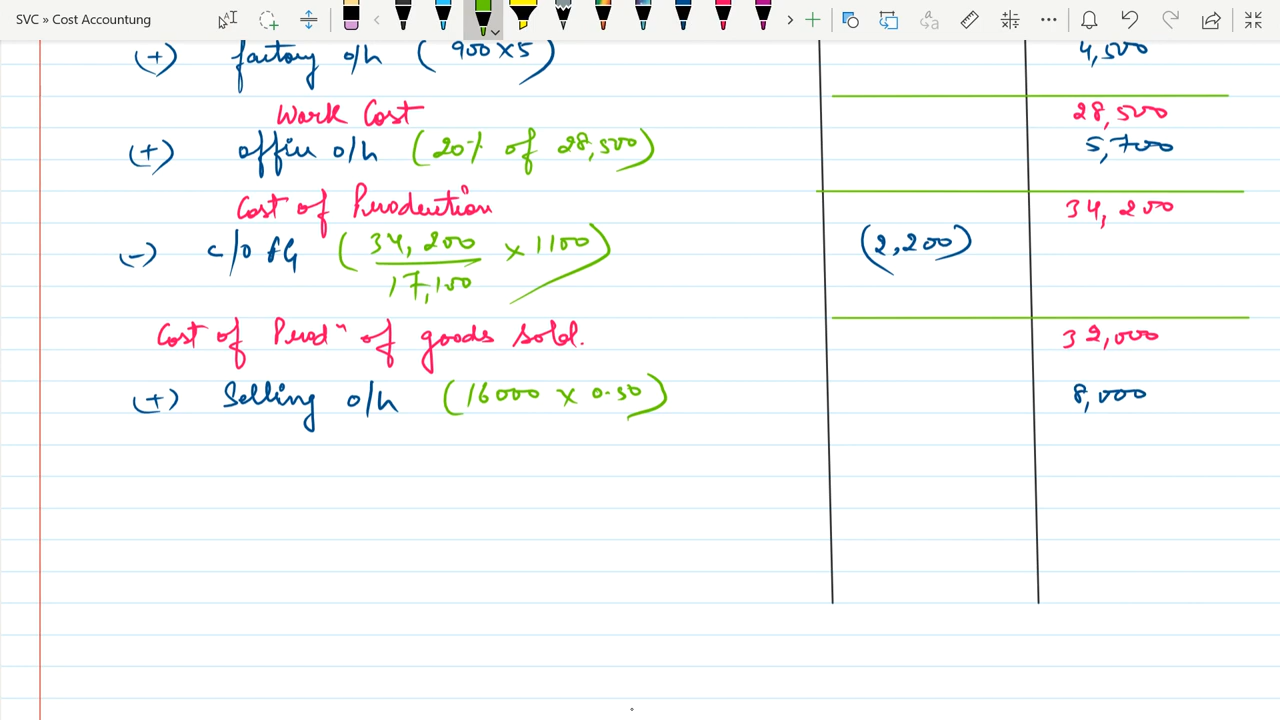 SVC » Cost Accountung
(+) factory o/h (900 x 5) 4,500
Work Cost 28,500
(+) office o/h (20% of 28,500) 5,700
Cost of Production 34,200
(-) c/o FG (34,200 / 17,100 x 1100) (2,200)
Cost of Prodⁿ of goods sold. 32,000
(+) Selling o/h (16000 x 0.50) 8,000